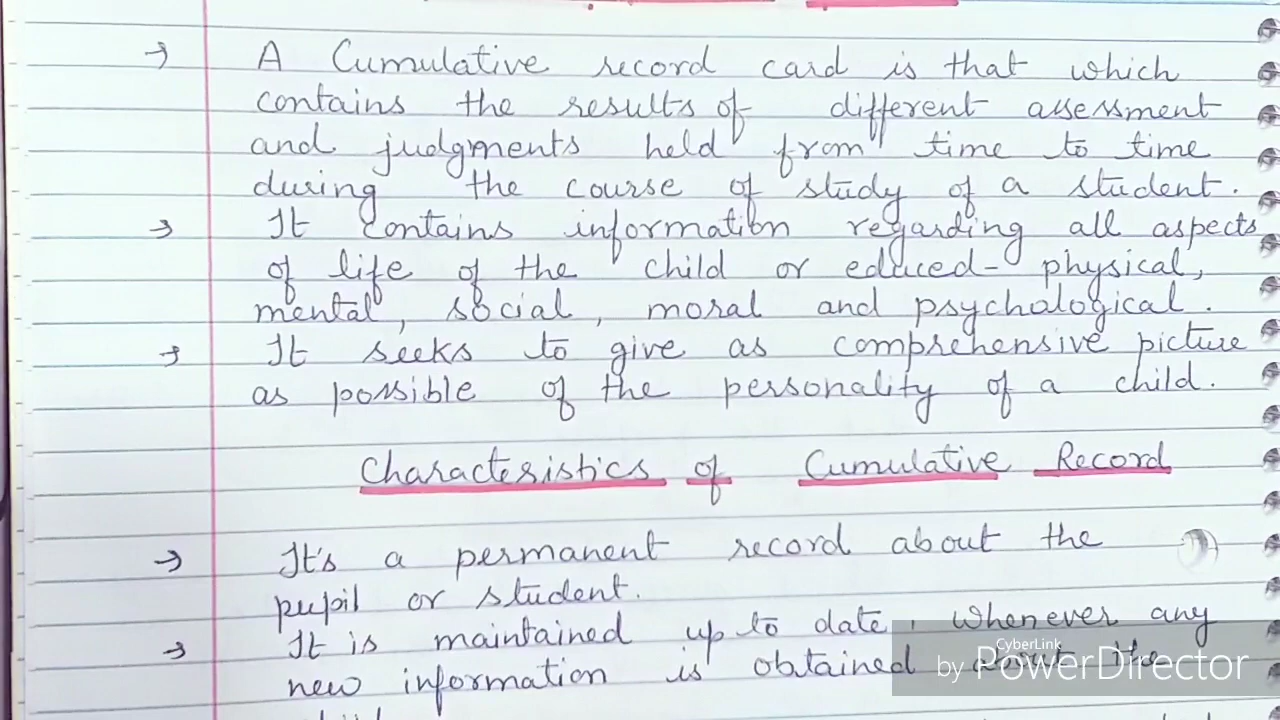 → A Cumulative record card is that which
contains the results of different assessment
and judgments held from time to time
during the course of study of a student.
→ It contains information regarding all aspects
of life of the child or educed- physical,
mental, social, moral and psychological.
→ It seeks to give as comprehensive picture
as possible of the personality of a child.
Characteristics of Cumulative Record
→ It's a permanent record about the
pupil or student.
→ It is maintained up to date, whenever any
new information is obtained about the
CyberLink
by PowerDirector